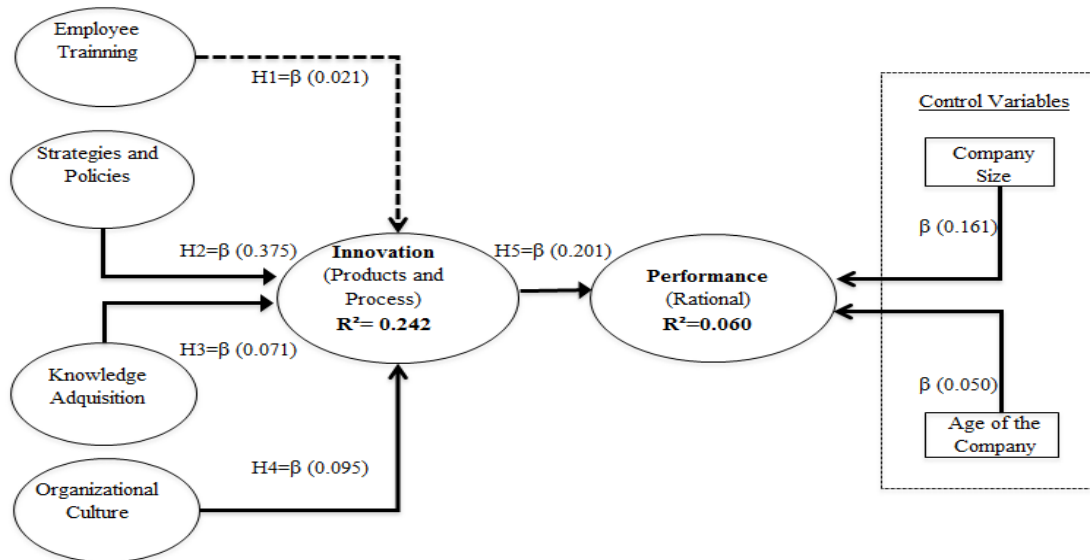 Employee
Trainning
H1=β (0.021)
Strategies and
Policies
H2=β (0.375)
Innovation
(Products and
Process)
R²= 0.242
H5=β (0.201)
Performance
(Rational)
R²=0.060
H3=β (0.071)
Knowledge
Adquisition
H4=β (0.095)
Organizational
Culture
Control Variables
Company
Size
β (0.161)
β (0.050)
Age of the
Company